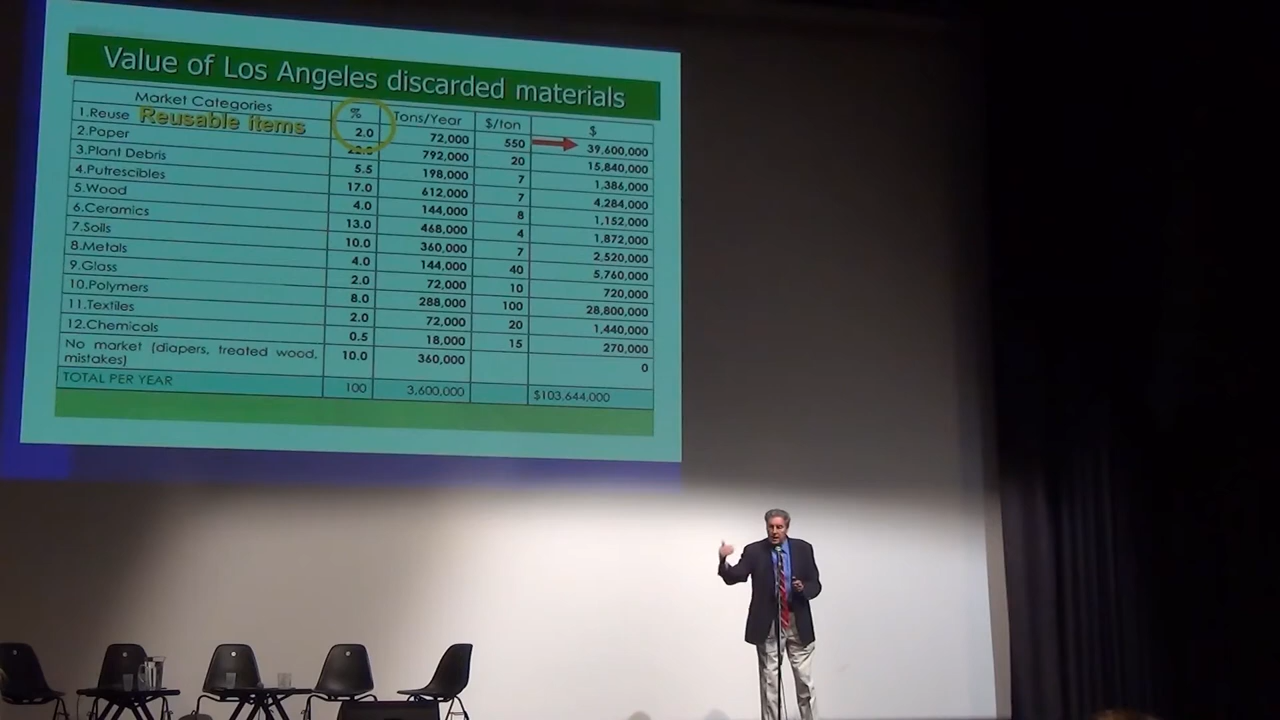 Value of Los Angeles discarded materials
Market Categories % Tons/Year $/ton $
1.Reuse Reusable items 2.0 72,000 550 39,600,000
2.Paper 792,000 20 15,840,000
3.Plant Debris 5.5 198,000 7 1,386,000
4.Putrescibles 17.0 612,000 7 4,284,000
5.Wood 4.0 144,000 8 1,152,000
6.Ceramics 13.0 468,000 4 1,872,000
7.Soils 10.0 360,000 7 2,520,000
8.Metals 4.0 144,000 40 5,760,000
9.Glass 2.0 72,000 10 720,000
10.Polymers 8.0 288,000 100 28,800,000
11.Textiles 2.0 72,000 20 1,440,000
12.Chemicals 0.5 18,000 15 270,000
No market (diapers, treated wood, 10.0 360,000 0
mistakes)
TOTAL PER YEAR 100 3,600,000 $103,644,000